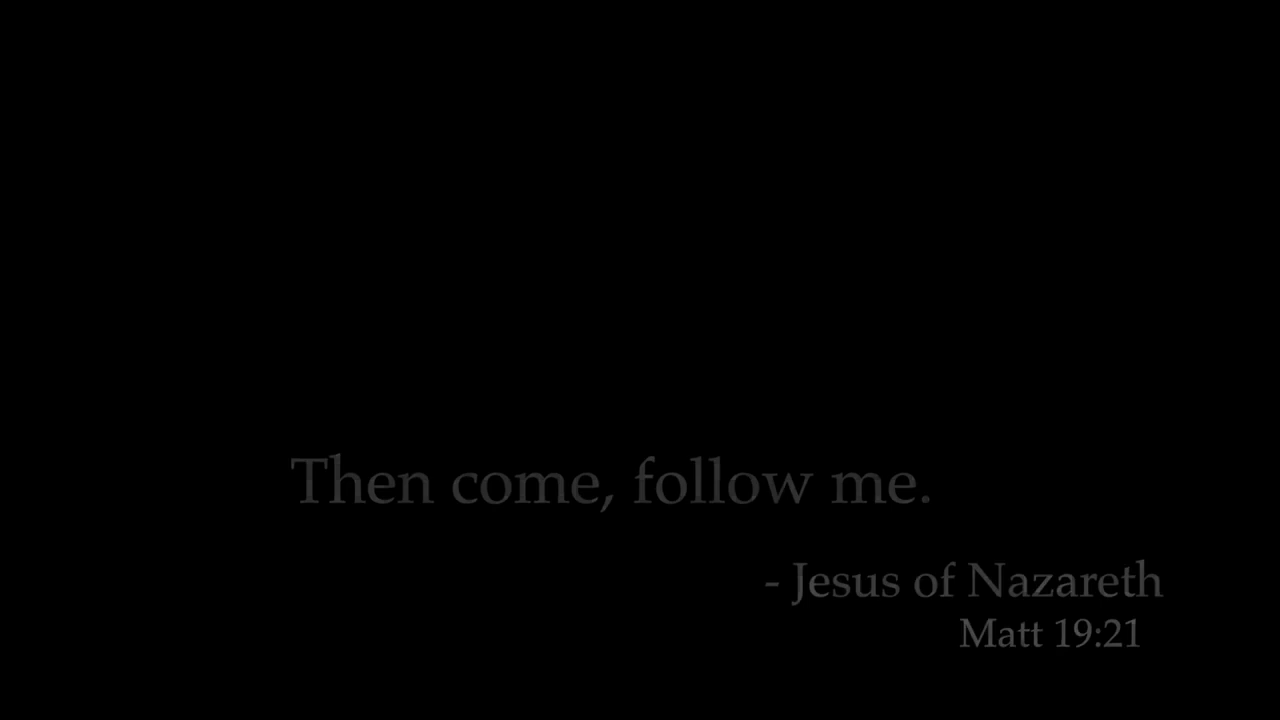 Then come, follow me.
- Jesus of Nazareth
Matt 19:21